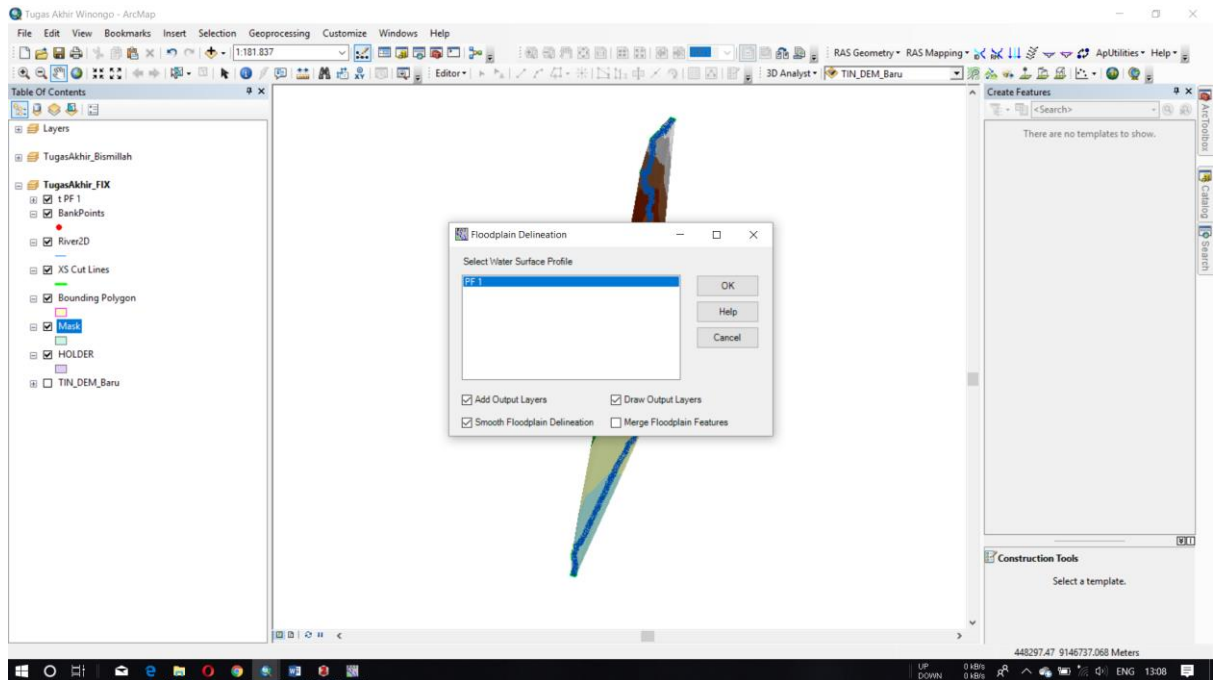 Tugas Akhir Winongo - ArcMap
File Edit View Bookmarks Insert Selection Geoprocessing Customize Windows Help
1:181.837
RAS Geometry RAS Mapping ApUtilities Help
Editor 3D Analyst TIN_DEM_Baru
Table Of Contents
Layers
TugasAkhir_Bismillah
TugasAkhir_FIX
t PF 1
BankPoints
River2D
XS Cut Lines
Bounding Polygon
Mask
HOLDER
TIN_DEM_Baru
Floodplain Delineation
Select Water Surface Profile
PF 1
OK
Help
Cancel
Add Output Layers
Draw Output Layers
Smooth Floodplain Delineation
Merge Floodplain Features
Create Features
<Search>
There are no templates to show.
Construction Tools
Select a template.
ArcToolbox
Catalog
Search
448297.47 9146737.068 Meters
UP 0 kB/s
DOWN 0 kB/s
ENG 13:08